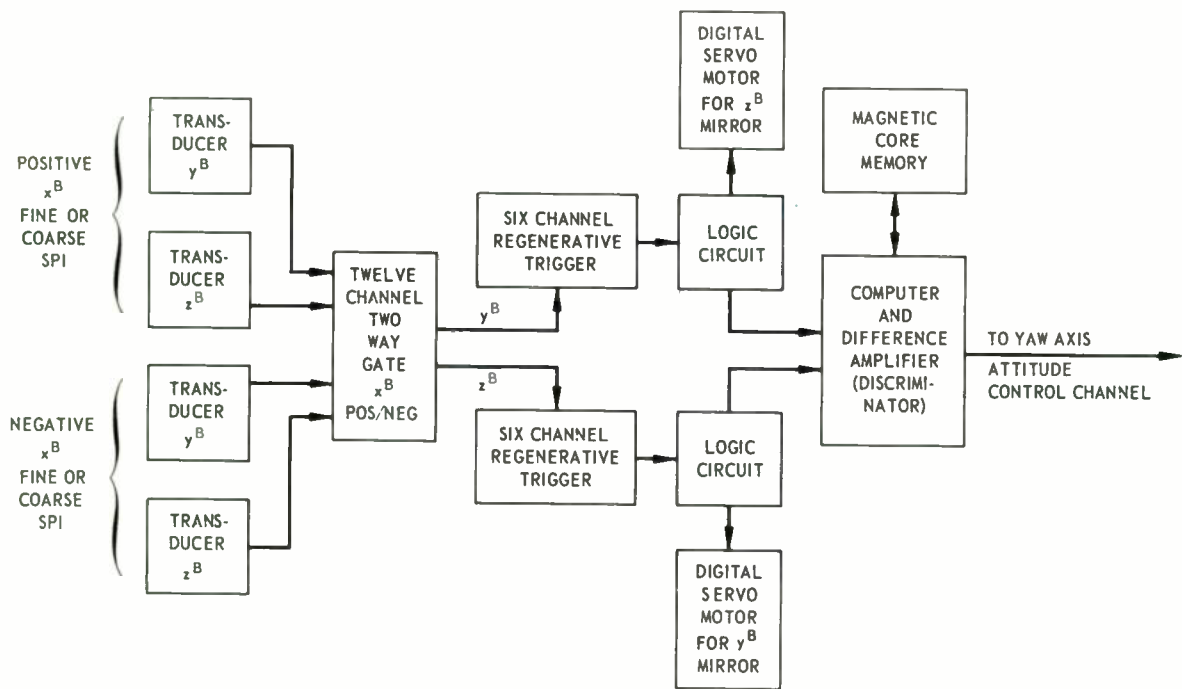 POSITIVE
x^B
FINE OR
COARSE
SPI
TRANS-
DUCER
y^B
TRANS-
DUCER
z^B
NEGATIVE
x^B
FINE OR
COARSE
SPI
TRANS-
DUCER
y^B
TRANS-
DUCER
z^B
TWELVE
CHANNEL
TWO
WAY
GATE
x^B
POS/NEG
y^B
z^B
SIX CHANNEL
REGENERATIVE
TRIGGER
SIX CHANNEL
REGENERATIVE
TRIGGER
DIGITAL
SERVO
MOTOR
FOR z^B
MIRROR
LOGIC
CIRCUIT
LOGIC
CIRCUIT
DIGITAL
SERVO
MOTOR
FOR y^B
MIRROR
MAGNETIC
CORE
MEMORY
COMPUTER
AND
DIFFERENCE
AMPLIFIER
(DISCRIMI-
NATOR)
TO YAW AXIS
ATTITUDE
CONTROL CHANNEL